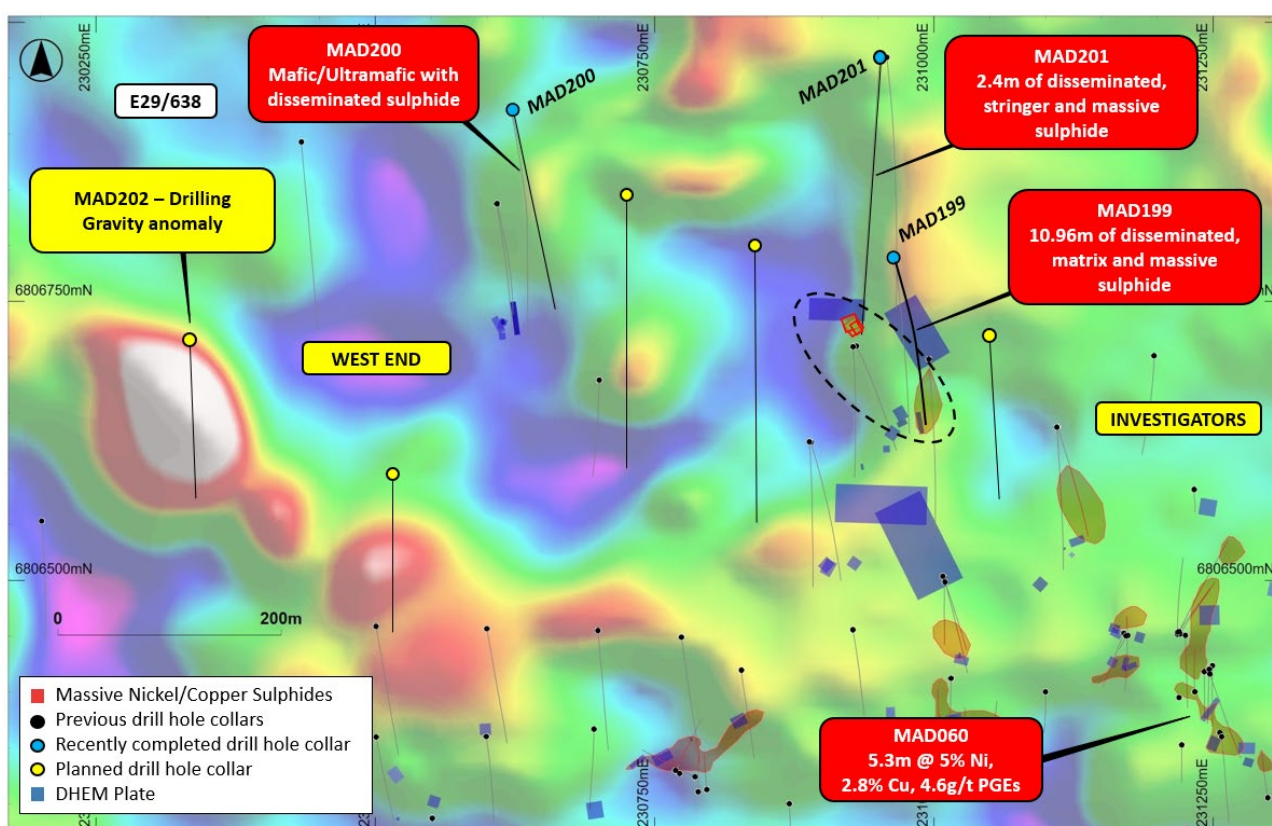 230250mE
230750mE
231000mE
231250mE
E29/638
MAD200
Mafic/Ultramafic with
disseminated sulphide
MAD200
MAD201
MAD201
2.4m of disseminated,
stringer and massive
sulphide
MAD202 – Drilling
Gravity anomaly
MAD199
MAD199
10.96m of disseminated,
matrix and massive
sulphide
6806750mN
6806750mN
WEST END
INVESTIGATORS
6806500mN
6806500mN
0 200m
Massive Nickel/Copper Sulphides
Previous drill hole collars
Recently completed drill hole collar
Planned drill hole collar
DHEM Plate
MAD060
5.3m @ 5% Ni,
2.8% Cu, 4.6g/t PGEs
230750mE
231000mE
231250mE